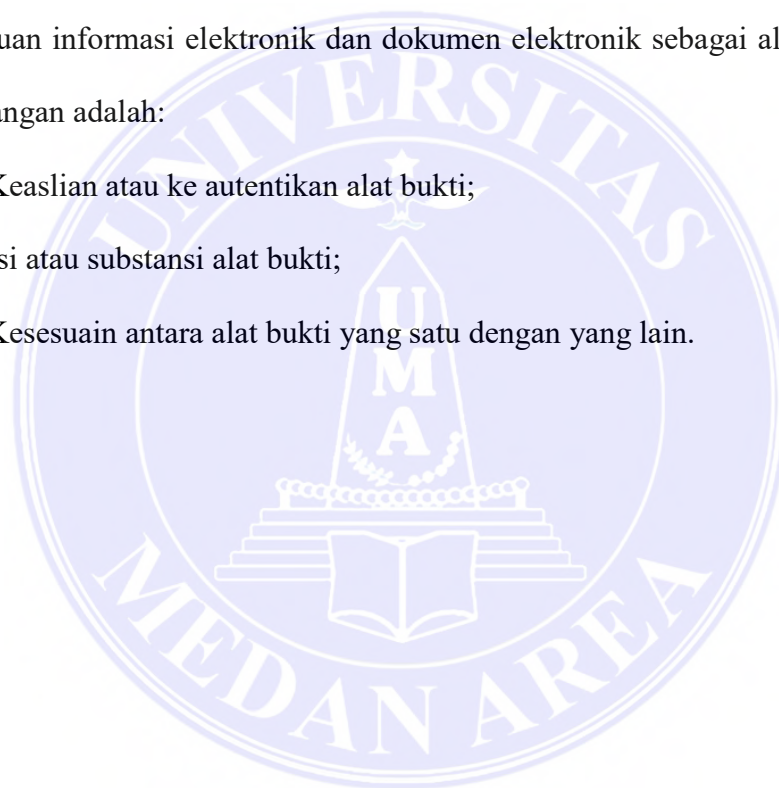 uan informasi elektronik dan dokumen elektronik sebagai al
angan adalah:
Keaslian atau ke autentikan alat bukti;
si atau substansi alat bukti;
Kesesuain antara alat bukti yang satu dengan yang lain.
UNIVERSITAS
UMA
MEDAN AREA